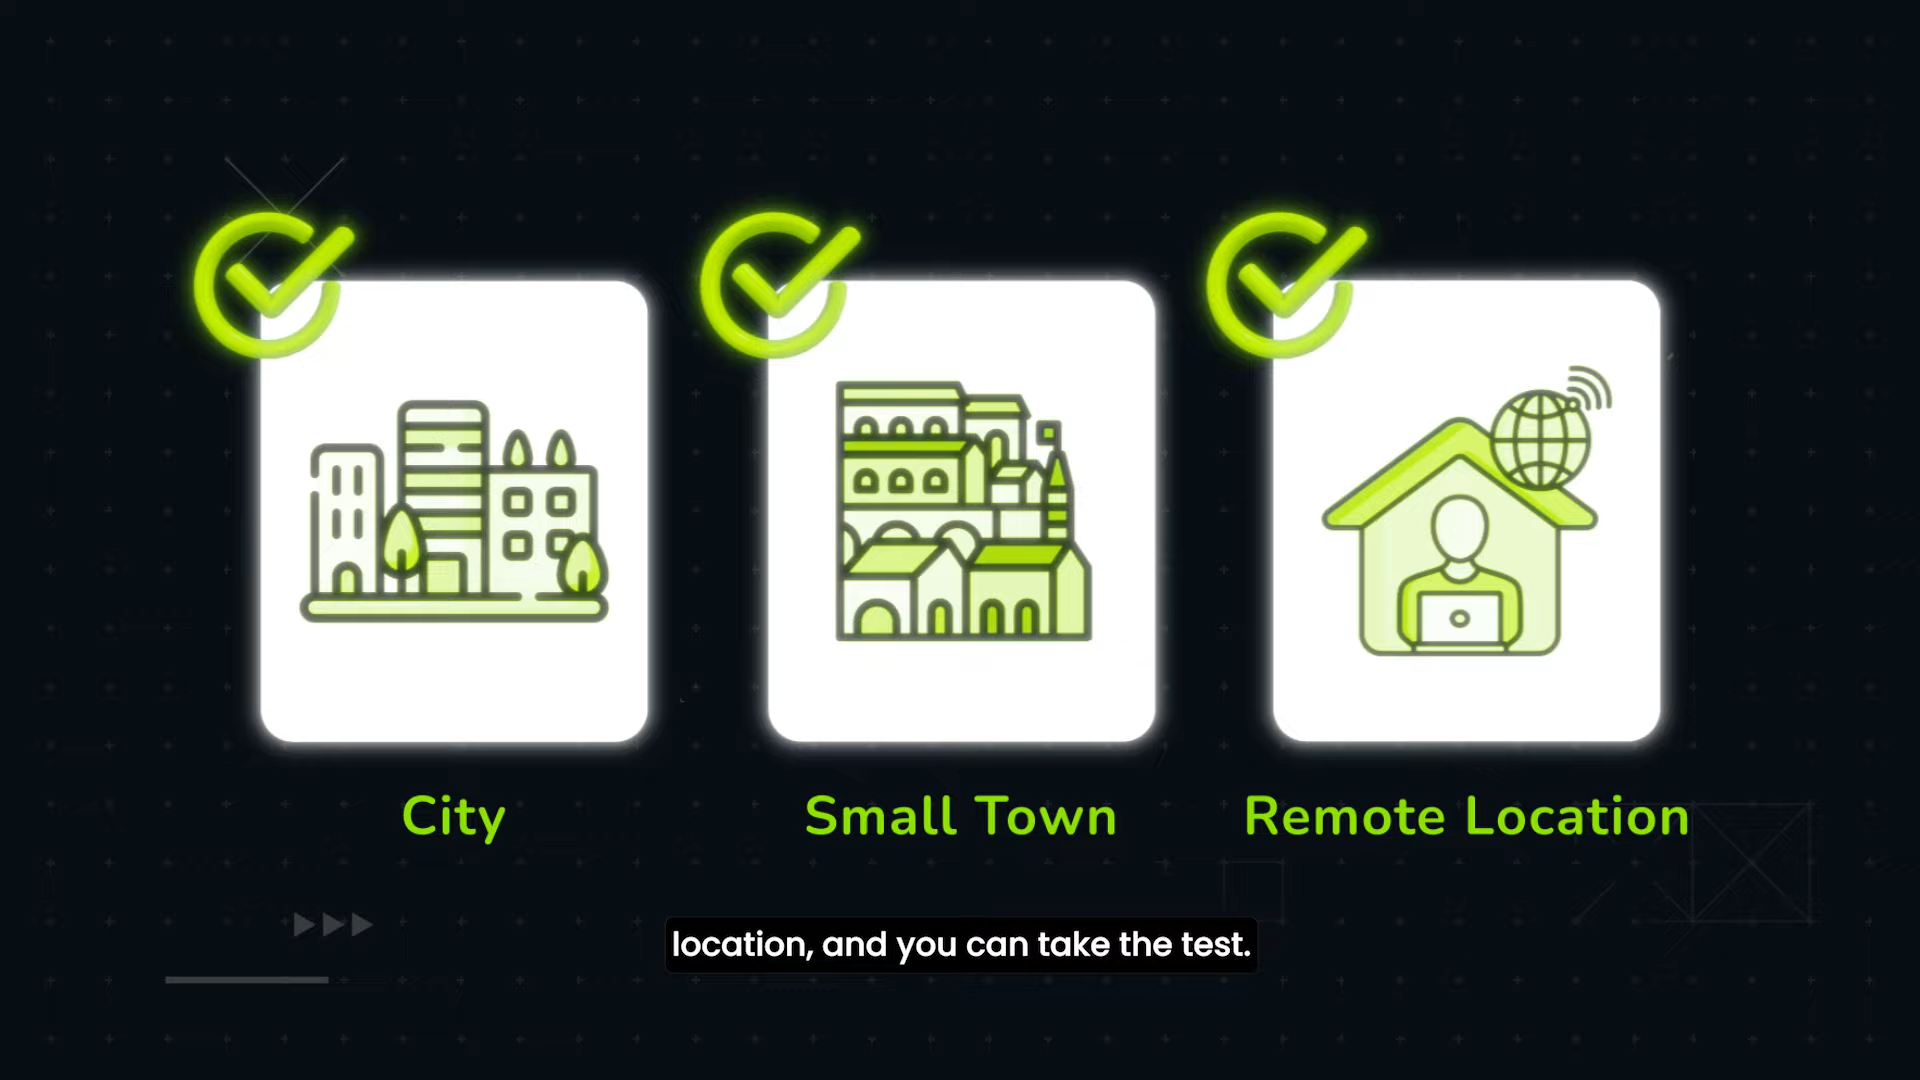 City
Small Town
Remote Location
location, and you can take the test.